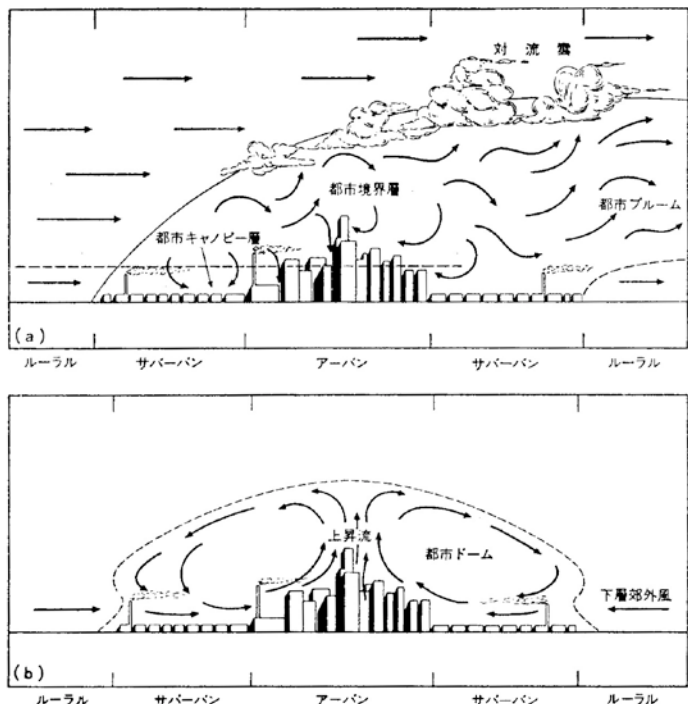 対流雲
都市境界層
都市プルーム
都市キャノピー層
(a)
ルーラル サバーバン アーバン サバーバン ルーラル
上昇流
都市ドーム
下層郊外風
(b)
ルーラル サバーバン アーバン サバーバン ルーラル